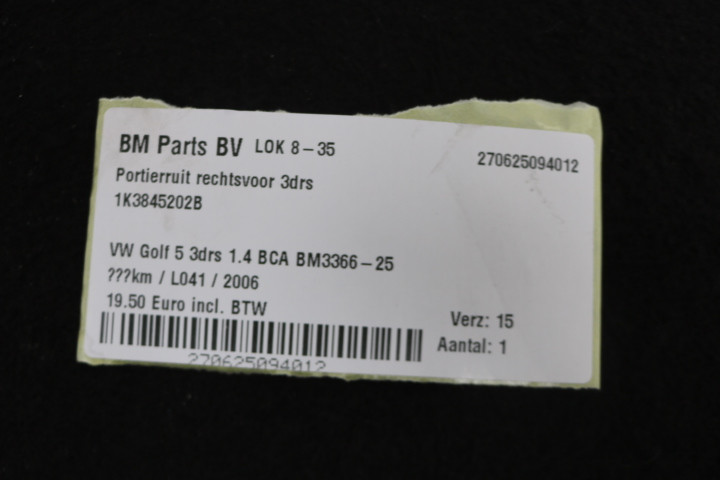 BM Parts BV LOK 8-35
270625094012
Portierruit rechtsvoor 3drs
1K3845202B
VW Golf 5 3drs 1.4 BCA BM3366-25
???km / L041 / 2006
19.50 Euro incl. BTW
Verz: 15
Aantal: 1
270625094012